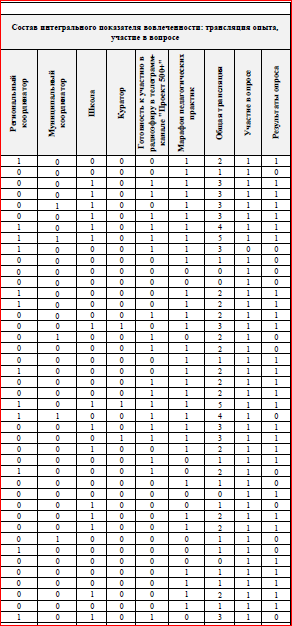 Состав интегрального показателя вовлеченности: трансляция опыта,
участие в вопросе
Региональный
координатор
Муниципальный
координатор
Школа
Куратор
Готовность к участию в
радиоэфиру в телеграмм-
канале "Проект 500+"
Марафон педагогических
практик
Общая трансляция
Участие в опросе
Результаты опроса
1 0 0 0 0 1 2 1 1
0 0 0 0 0 1 1 1 0
0 0 1 0 1 1 3 1 1
0 0 1 0 1 1 3 1 1
0 1 0 0 1 1 3 1 1
0 0 1 0 1 1 3 1 1
1 0 1 0 1 1 4 1 1
1 1 1 0 1 1 5 1 1
1 0 0 0 1 1 3 0 0
0 0 0 0 0 1 1 1 0
0 0 0 0 0 0 0 1 0
0 0 0 0 0 0 0 1 0
1 0 0 0 0 1 2 1 1
1 0 0 0 0 1 2 1 1
0 0 0 0 1 1 2 1 1
0 0 1 1 0 1 3 1 1
0 1 0 0 1 0 2 1 0
0 0 0 0 1 1 2 1 0
0 0 0 0 0 1 1 1 1
1 0 0 0 0 1 2 1 1
0 0 0 0 1 1 2 1 1
0 0 0 0 1 1 2 1 1
1 0 1 1 1 1 5 1 1
1 1 0 0 1 1 4 1 0
0 0 1 0 1 1 3 1 1
0 0 0 1 1 1 3 1 1
0 0 1 0 0 1 2 1 1
0 0 0 0 1 0 1 1 1
1 0 0 0 1 0 2 1 0
0 0 0 0 0 1 1 1 0
0 0 0 0 0 0 0 1 1
0 0 1 0 0 0 1 1 0
0 0 1 0 0 1 2 1 1
0 0 1 0 0 1 2 1 1
0 1 0 0 0 0 1 1 0
1 0 0 0 0 0 1 1 1
0 0 0 0 0 0 0 1 1
0 0 0 0 0 1 1 1 1
0 0 1 0 0 1 2 1 1
0 0 0 0 0 1 1 1 1
1 0 1 0 1 0 3 1 0